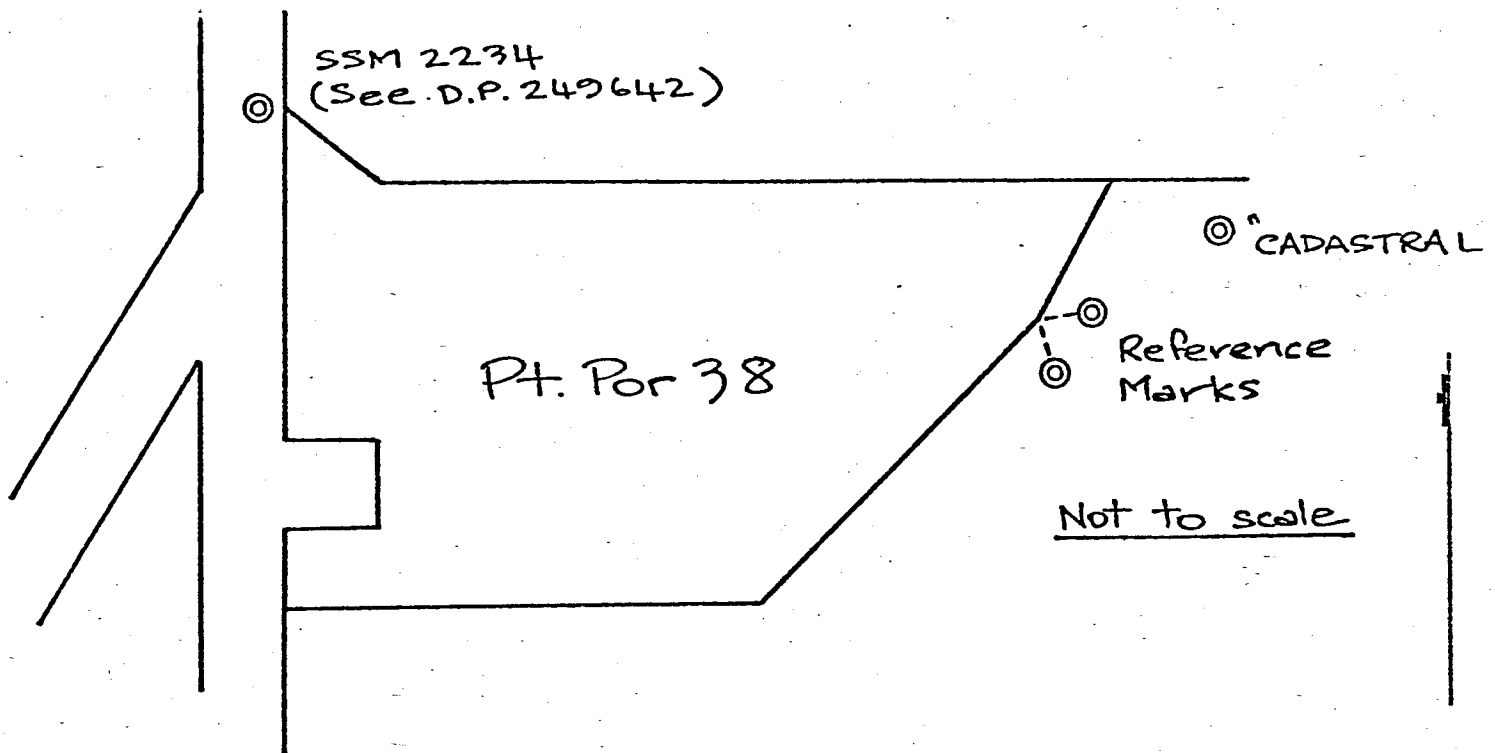 SSM 2234
(See D.P. 249642)
"CADASTRAL
Reference
Marks
Pt. Por 38
Not to scale